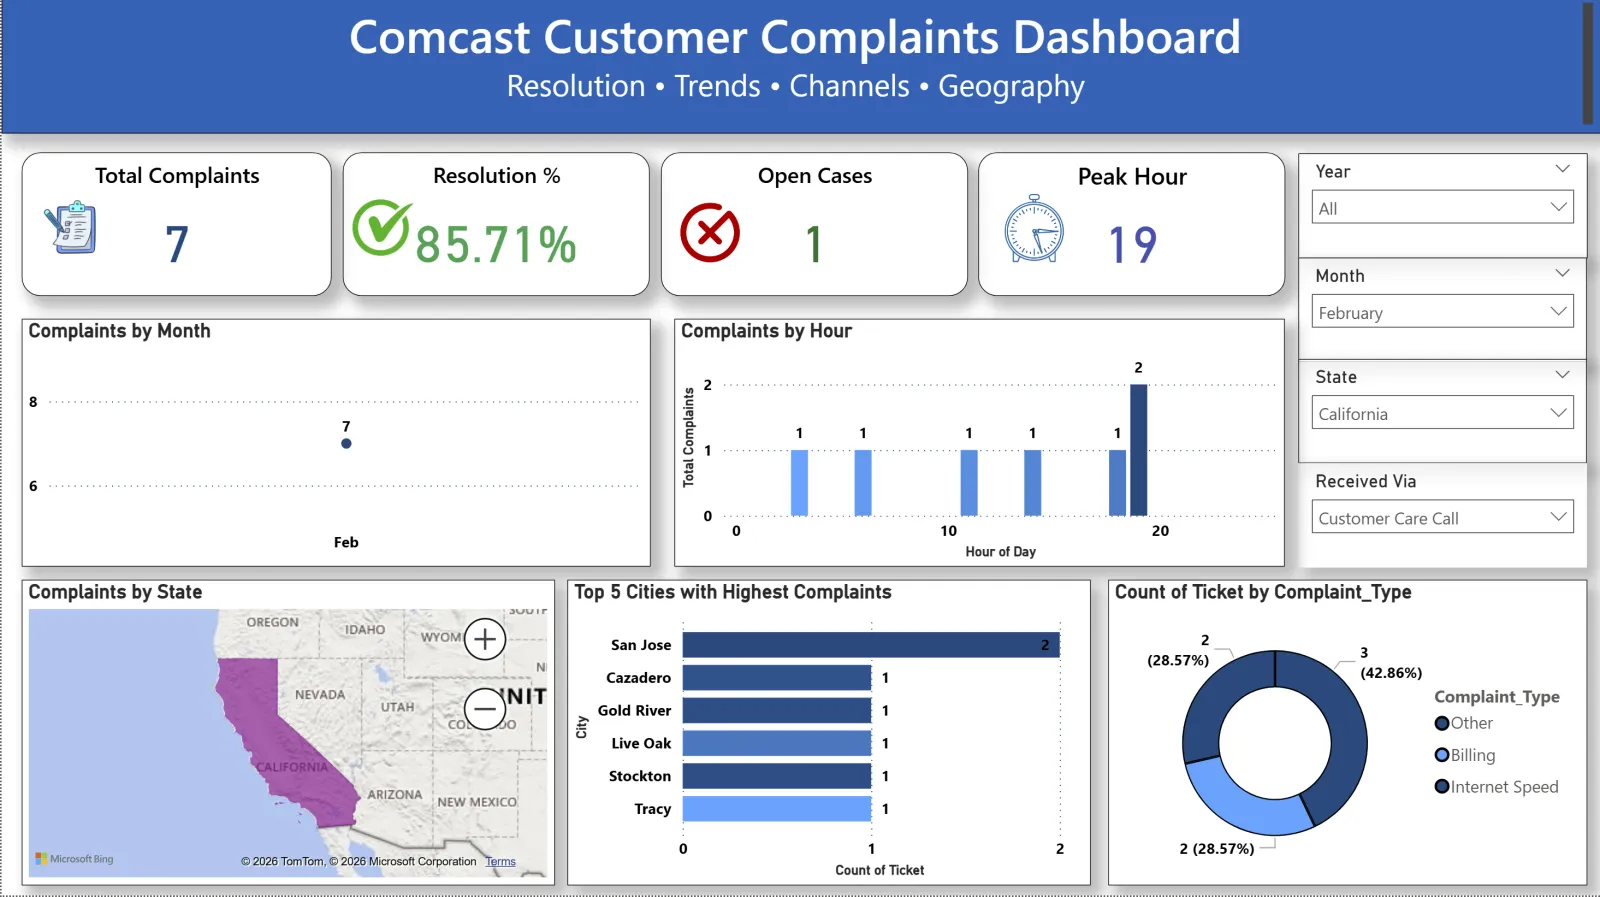 Comcast Customer Complaints Dashboard
Resolution • Trends • Channels • Geography
Total Complaints
7
Resolution %
85.71%
Open Cases
1
Peak Hour
19
Year
All
Month
February
State
California
Received Via
Customer Care Call
Complaints by Month
8
7
6
Feb
Complaints by Hour
Total Complaints
2
1
0
1
1
1
1
1
2
0
10
20
Hour of Day
Complaints by State
OREGON
IDAHO
WYOM
NEVADA
UTAH
CALIFORNIA
ARIZONA
NEW MEXICO
Microsoft Bing
© 2026 TomTom, © 2026 Microsoft Corporation Terms
Top 5 Cities with Highest Complaints
City
San Jose
2
Cazadero
1
Gold River
1
Live Oak
1
Stockton
1
Tracy
1
0
1
2
Count of Ticket
Count of Ticket by Complaint_Type
2
(28.57%)
3
(42.86%)
2 (28.57%)
Complaint_Type
Other
Billing
Internet Speed